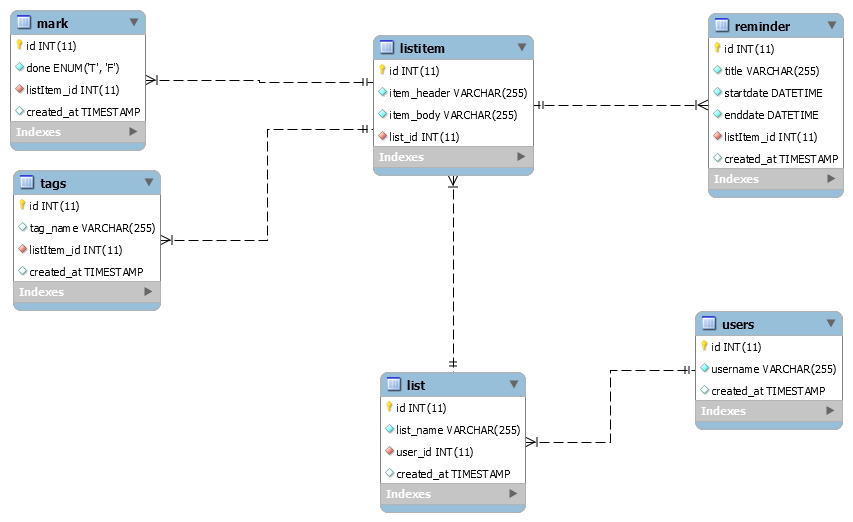 mark
id INT(11)
done ENUM('T', 'F')
listItem_id INT(11)
created_at TIMESTAMP
Indexes
listitem
id INT(11)
item_header VARCHAR(255)
item_body VARCHAR(255)
list_id INT(11)
Indexes
reminder
id INT(11)
title VARCHAR(255)
startdate DATETIME
enddate DATETIME
listItem_id INT(11)
created_at TIMESTAMP
Indexes
tags
id INT(11)
tag_name VARCHAR(255)
listItem_id INT(11)
created_at TIMESTAMP
Indexes
users
id INT(11)
username VARCHAR(255)
created_at TIMESTAMP
Indexes
list
id INT(11)
list_name VARCHAR(255)
user_id INT(11)
created_at TIMESTAMP
Indexes